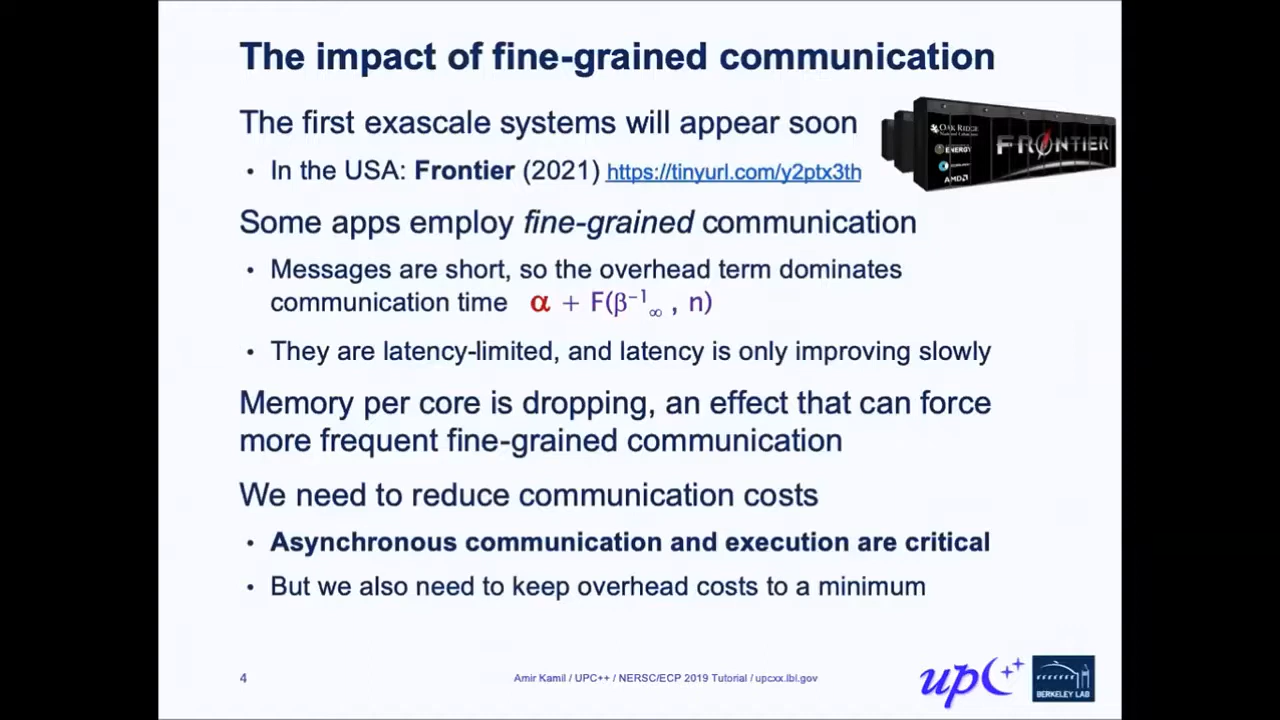 The impact of fine-grained communication
The first exascale systems will appear soon
• In the USA: Frontier (2021) https://tinyurl.com/y2ptx3th
OAK RIDGE
ENERGY
AMD
FRONTIER
Some apps employ fine-grained communication
• Messages are short, so the overhead term dominates
communication time α + F(β⁻¹∞ , n)
• They are latency-limited, and latency is only improving slowly
Memory per core is dropping, an effect that can force
more frequent fine-grained communication
We need to reduce communication costs
• Asynchronous communication and execution are critical
• But we also need to keep overhead costs to a minimum
4
Amir Kamil / UPC++ / NERSC/ECP 2019 Tutorial / upcxx.lbl.gov
upC++
BERKELEY LAB